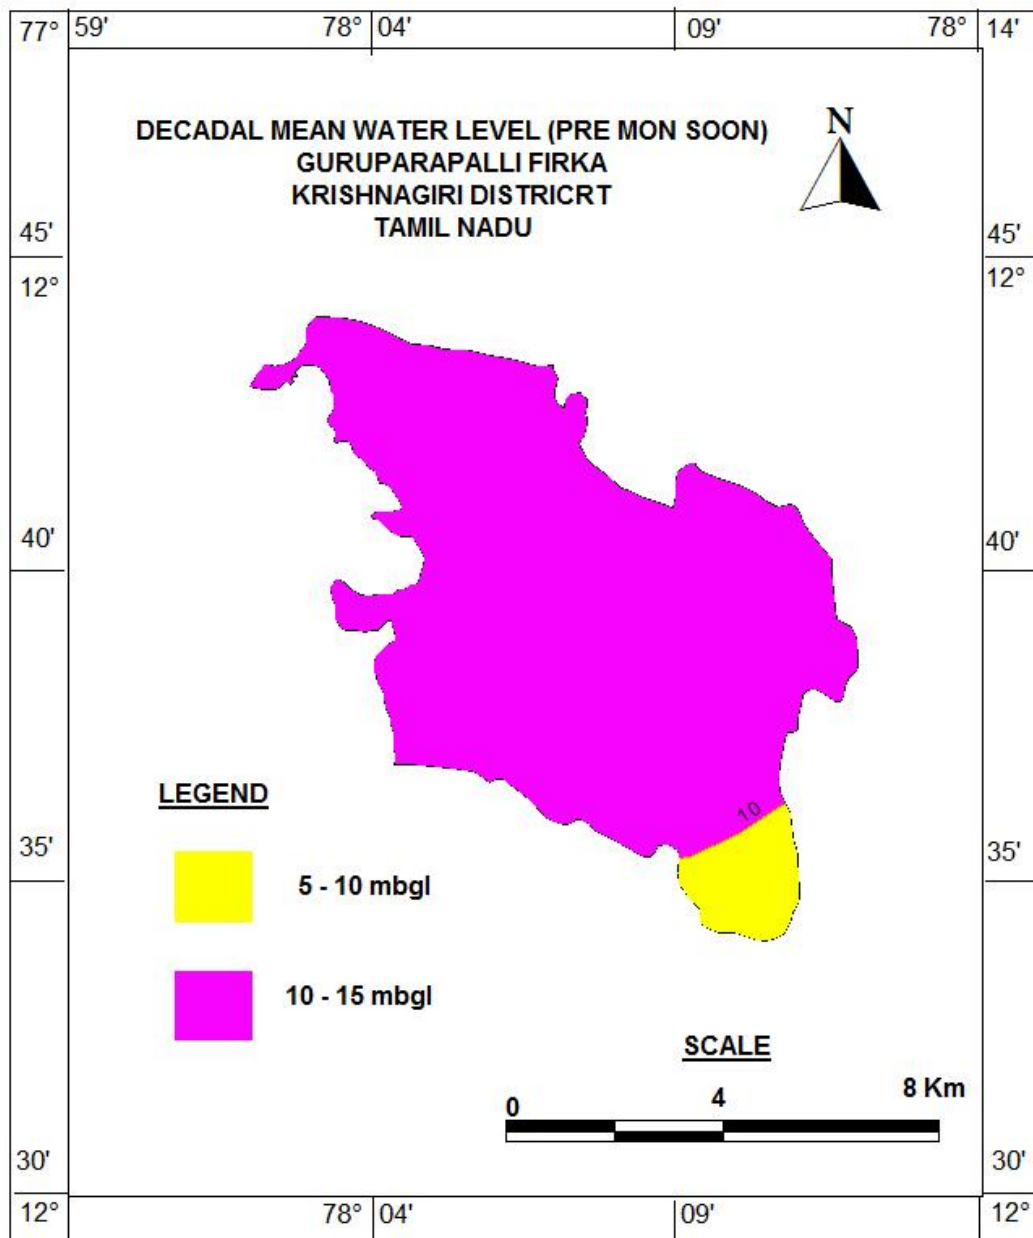 77° 59' 78° 04' 09' 78° 14'
DECADAL MEAN WATER LEVEL (PRE MON SOON)
GURUPARAPALLI FIRKA
KRISHNAGIRI DISTRICRT
TAMIL NADU
N
45' 45'
12° 12°
40' 40'
10
LEGEND
35' 35'
5 - 10 mbgl
10 - 15 mbgl
SCALE
0 4 8 Km
30' 30'
12° 78° 04' 09' 12°